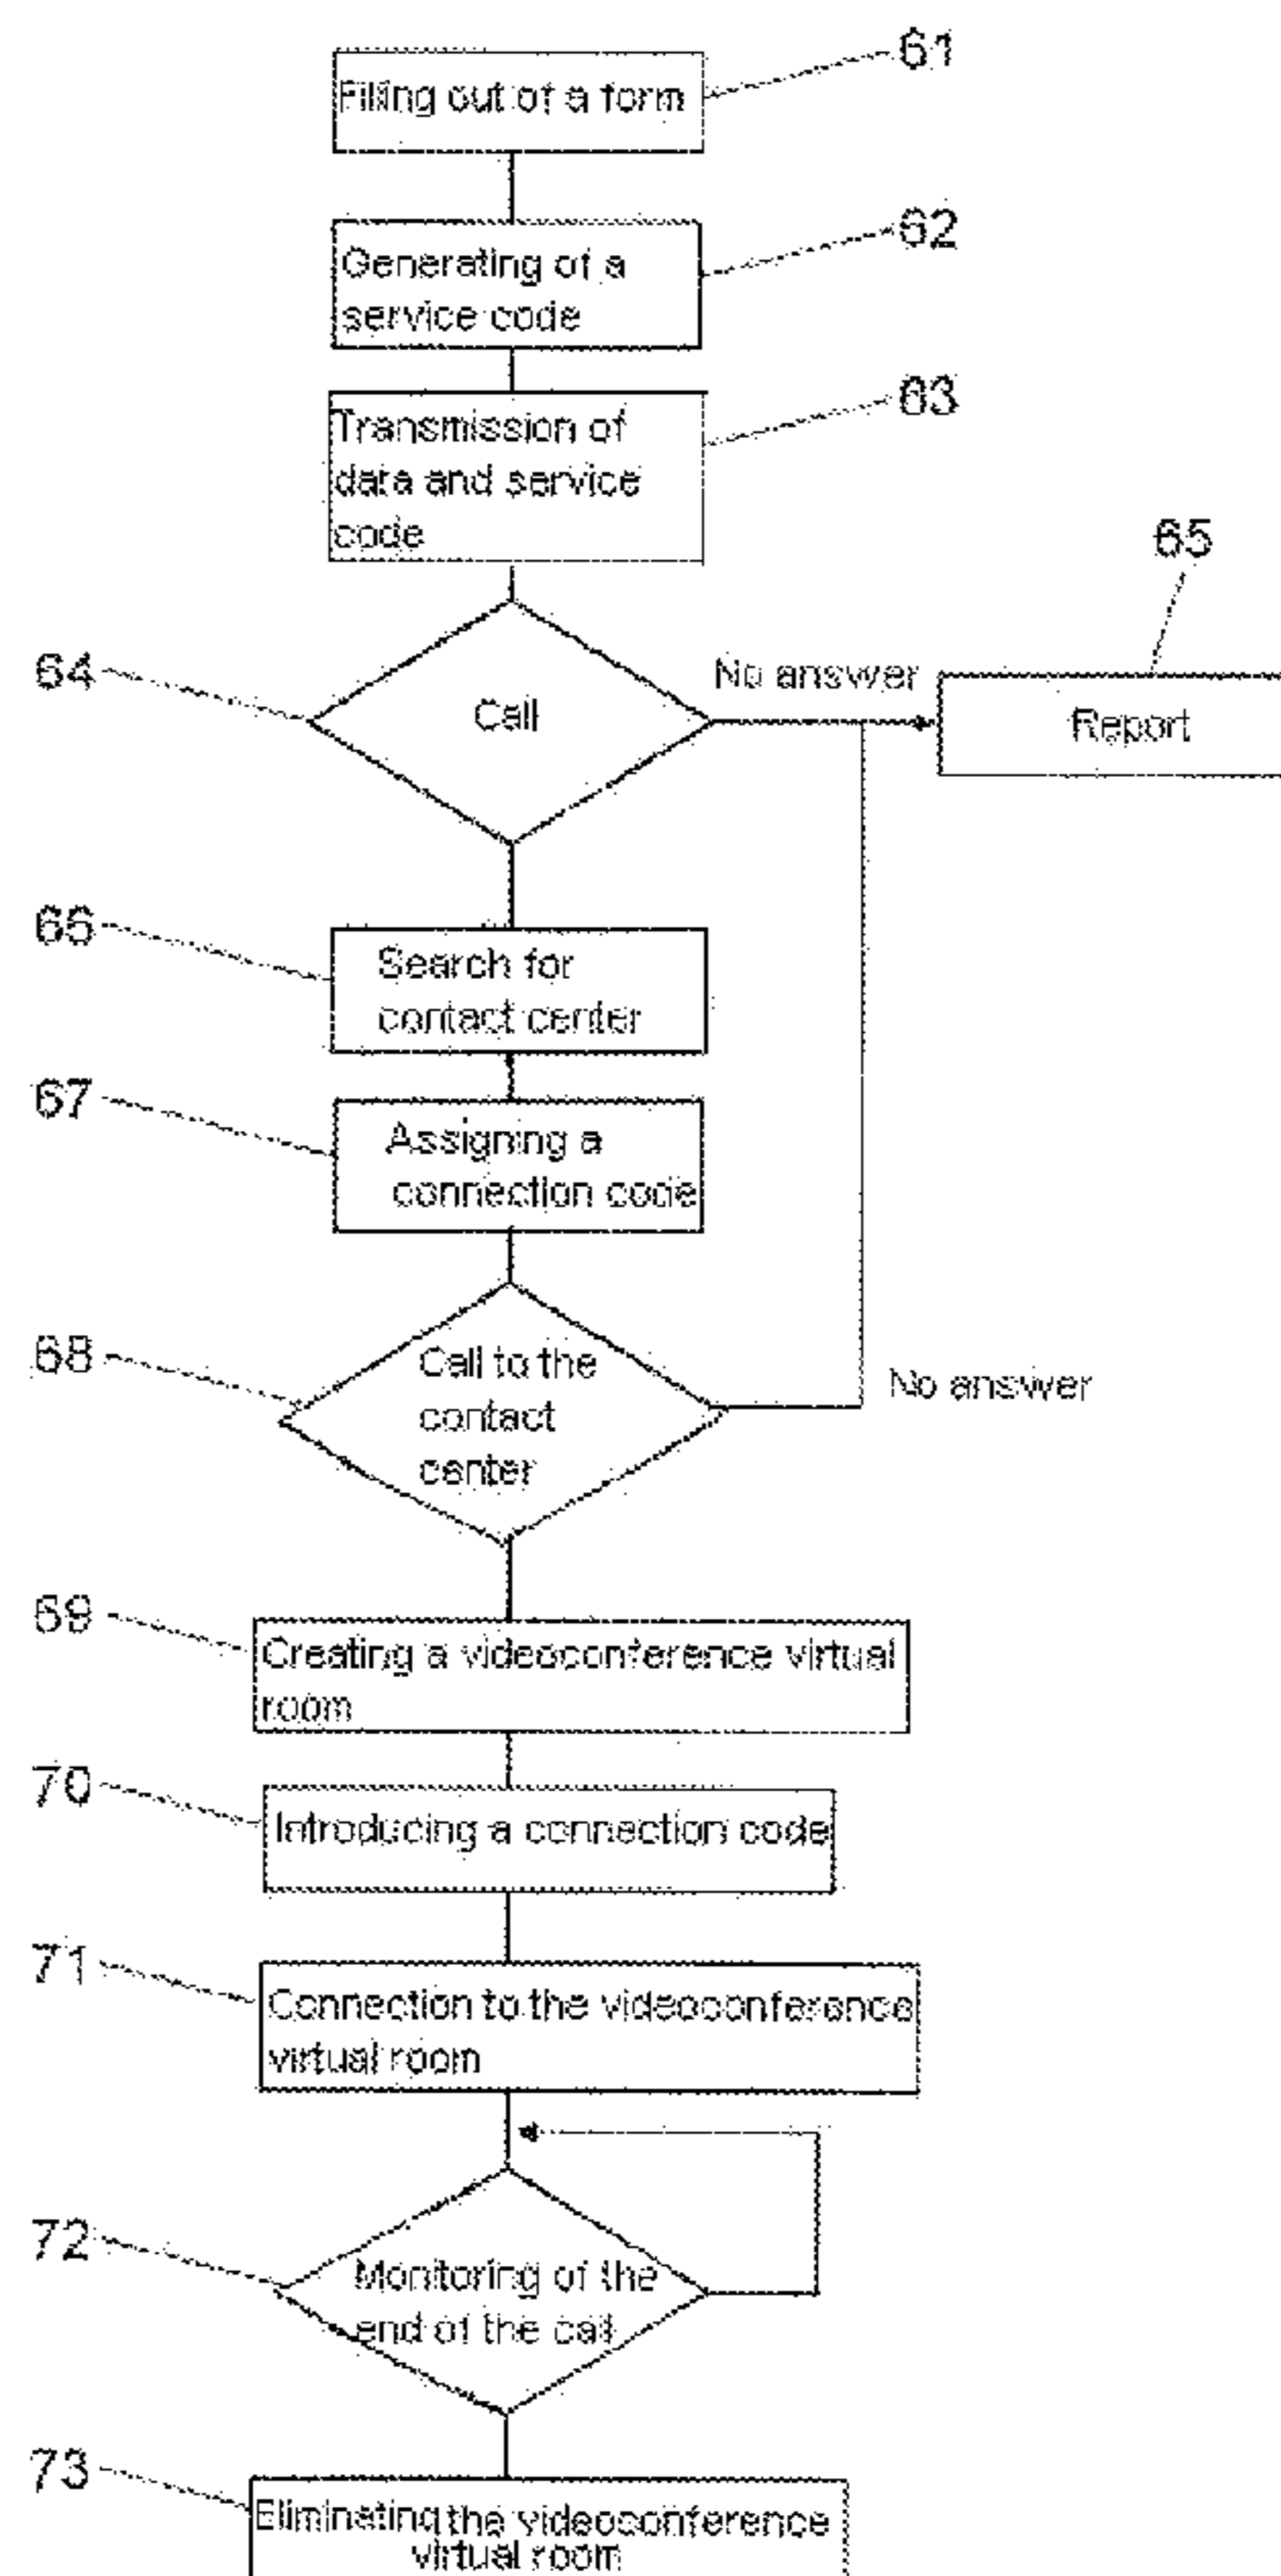 61
Filling out of a form
62
Generating of a
service code
63
Transmission of
data and service
code
65
64
No answer
Call
Report
66
Search for
contact center
67
Assigning a
connection code
68
Call to the
contact
center
No answer
69
Creating a videoconference virtual
room
70
Introducing a connection code
71
Connection to the videoconference
virtual room
72
Monitoring of the
end of the call
73
Eliminating the videoconference
virtual room